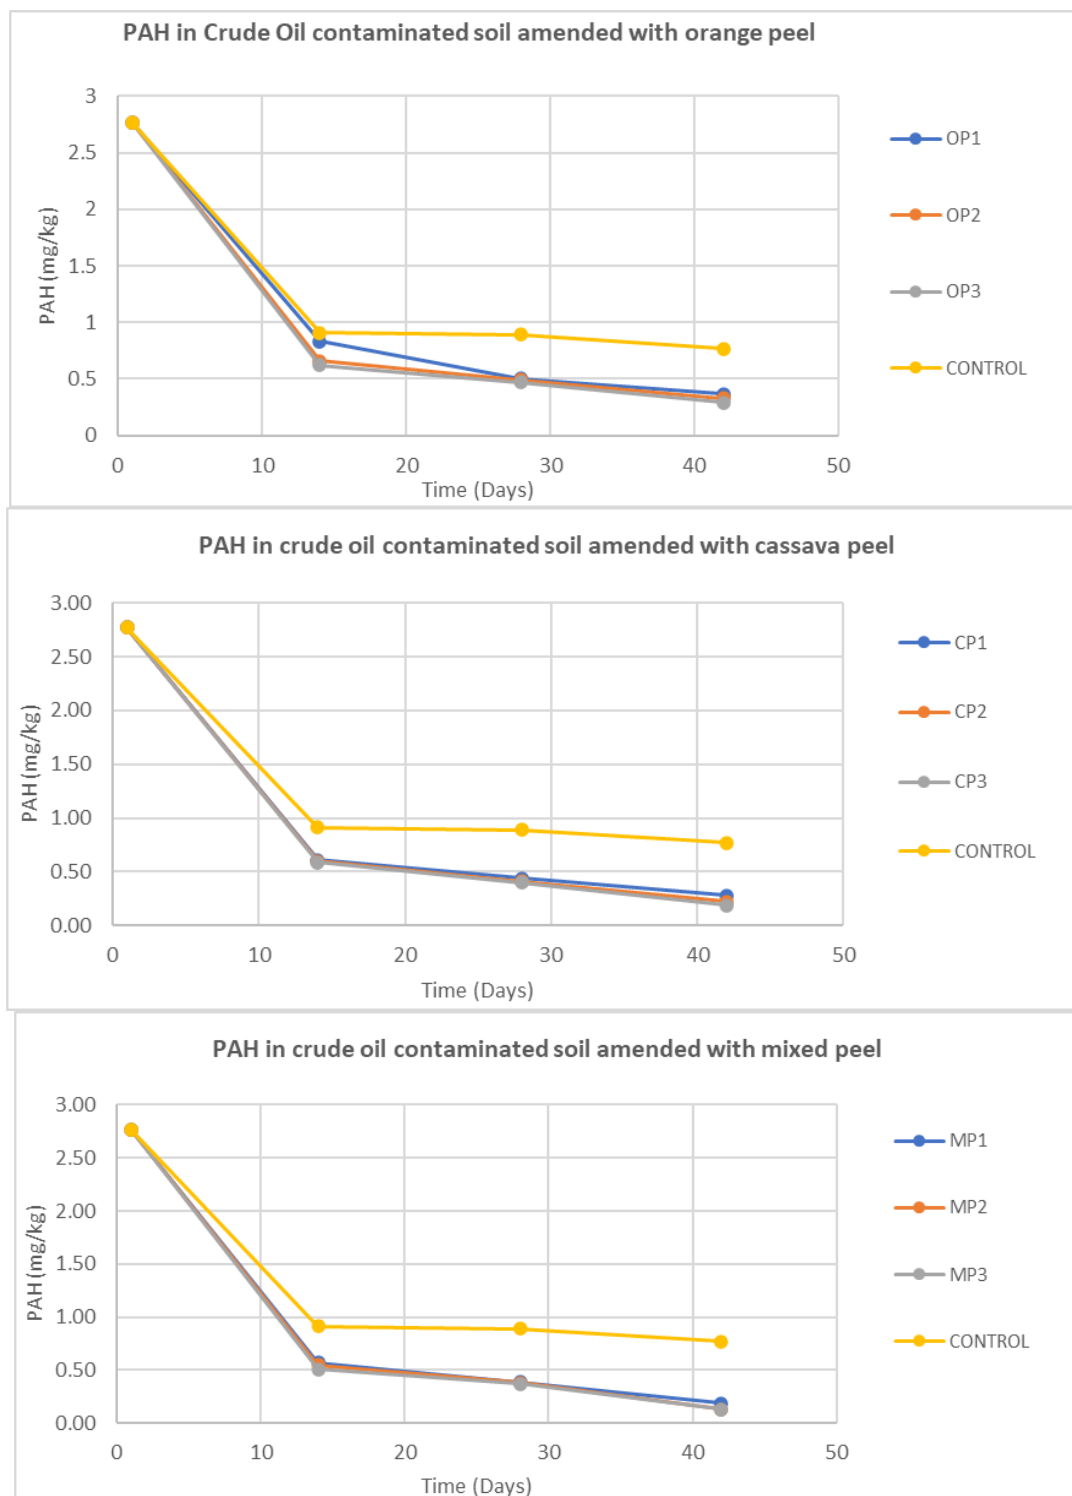 PAH in Crude Oil contaminated soil amended with orange peel
3
2.5
2
1.5
1
0.5
0
PAH (mg/kg)
0 10 20 30 40 50
Time (Days)
OP1
OP2
OP3
CONTROL
PAH in crude oil contaminated soil amended with cassava peel
3.00
2.50
2.00
1.50
1.00
0.50
0.00
PAH (mg/kg)
0 10 20 30 40 50
Time (Days)
CP1
CP2
CP3
CONTROL
PAH in crude oil contaminated soil amended with mixed peel
3.00
2.50
2.00
1.50
1.00
0.50
0.00
PAH (mg/kg)
0 10 20 30 40 50
Time (Days)
MP1
MP2
MP3
CONTROL